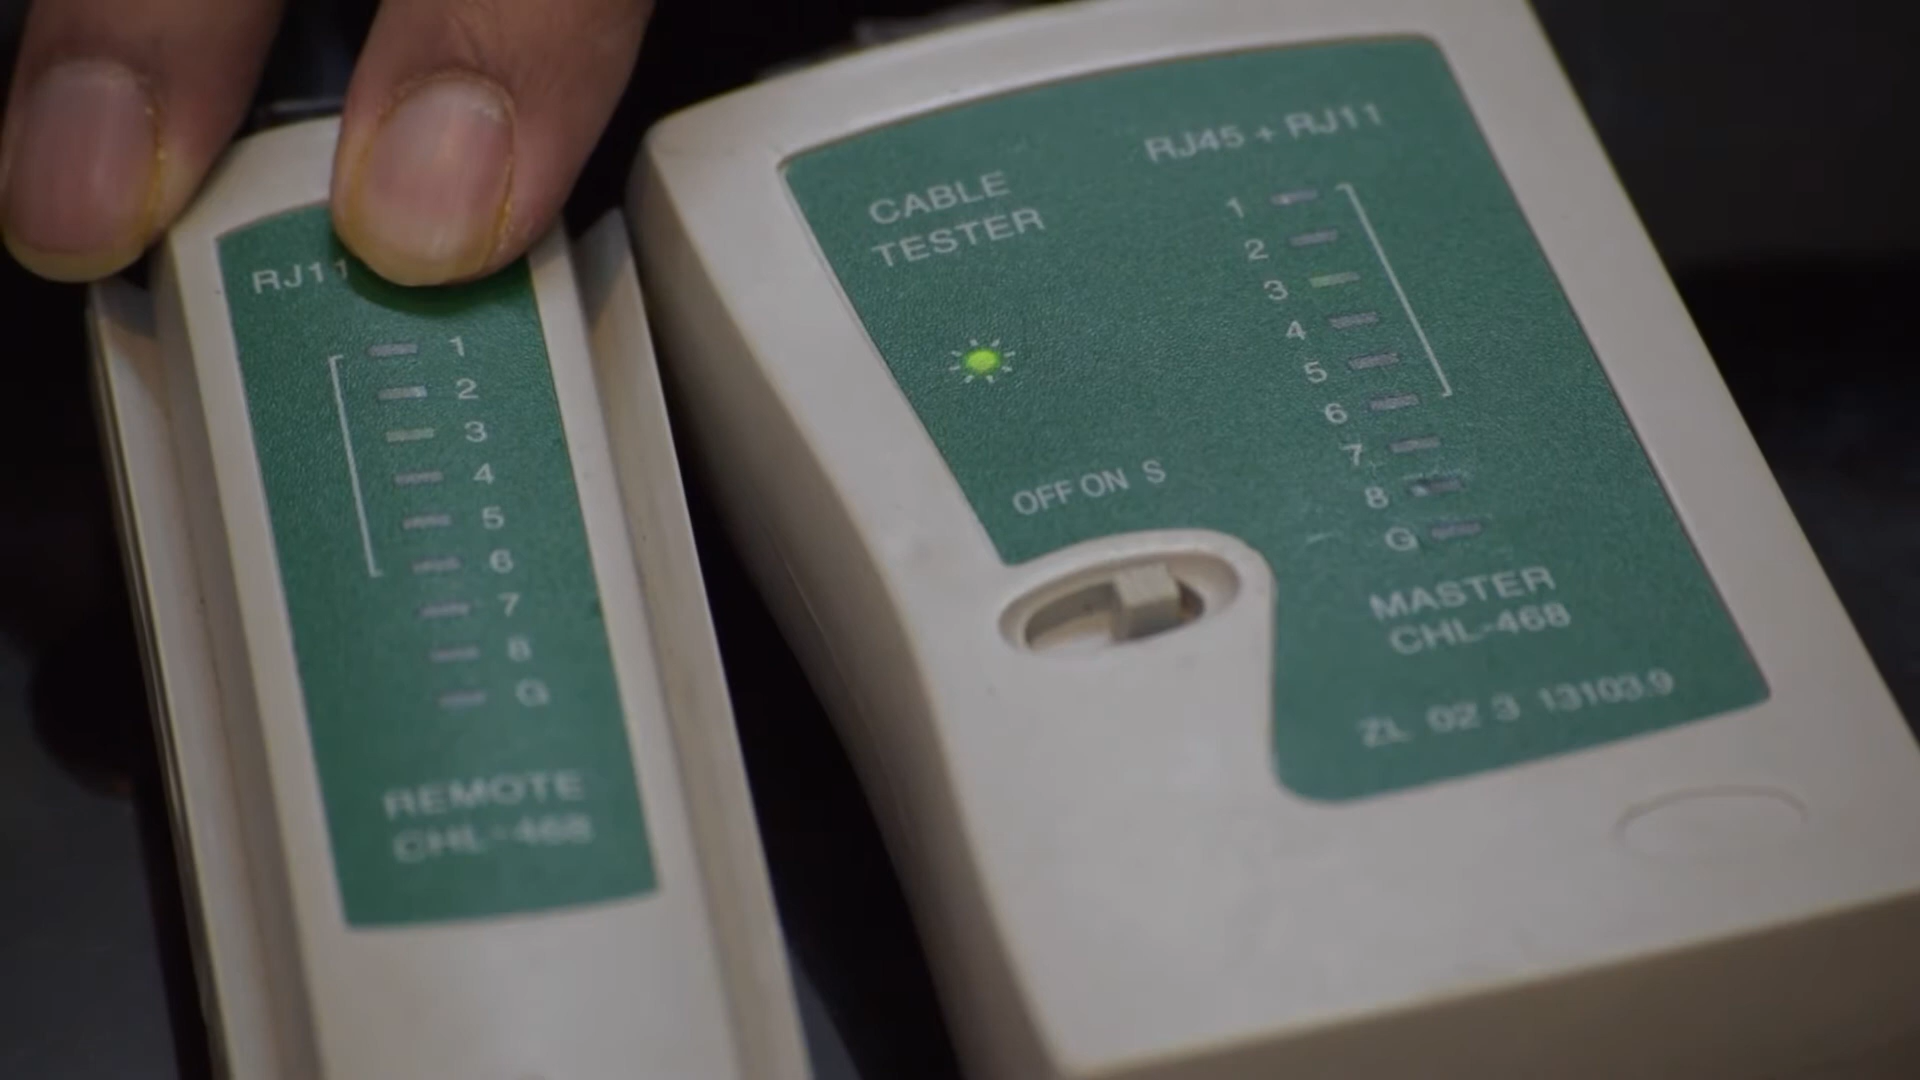 RJ11
1
2
3
4
5
6
7
8
G
REMOTE
CHL-468
CABLE
TESTER
RJ45 + RJ11
1
2
3
4
5
6
7
8
G
OFF ON S
MASTER
CHL-468
ZL 02 3 13103.9